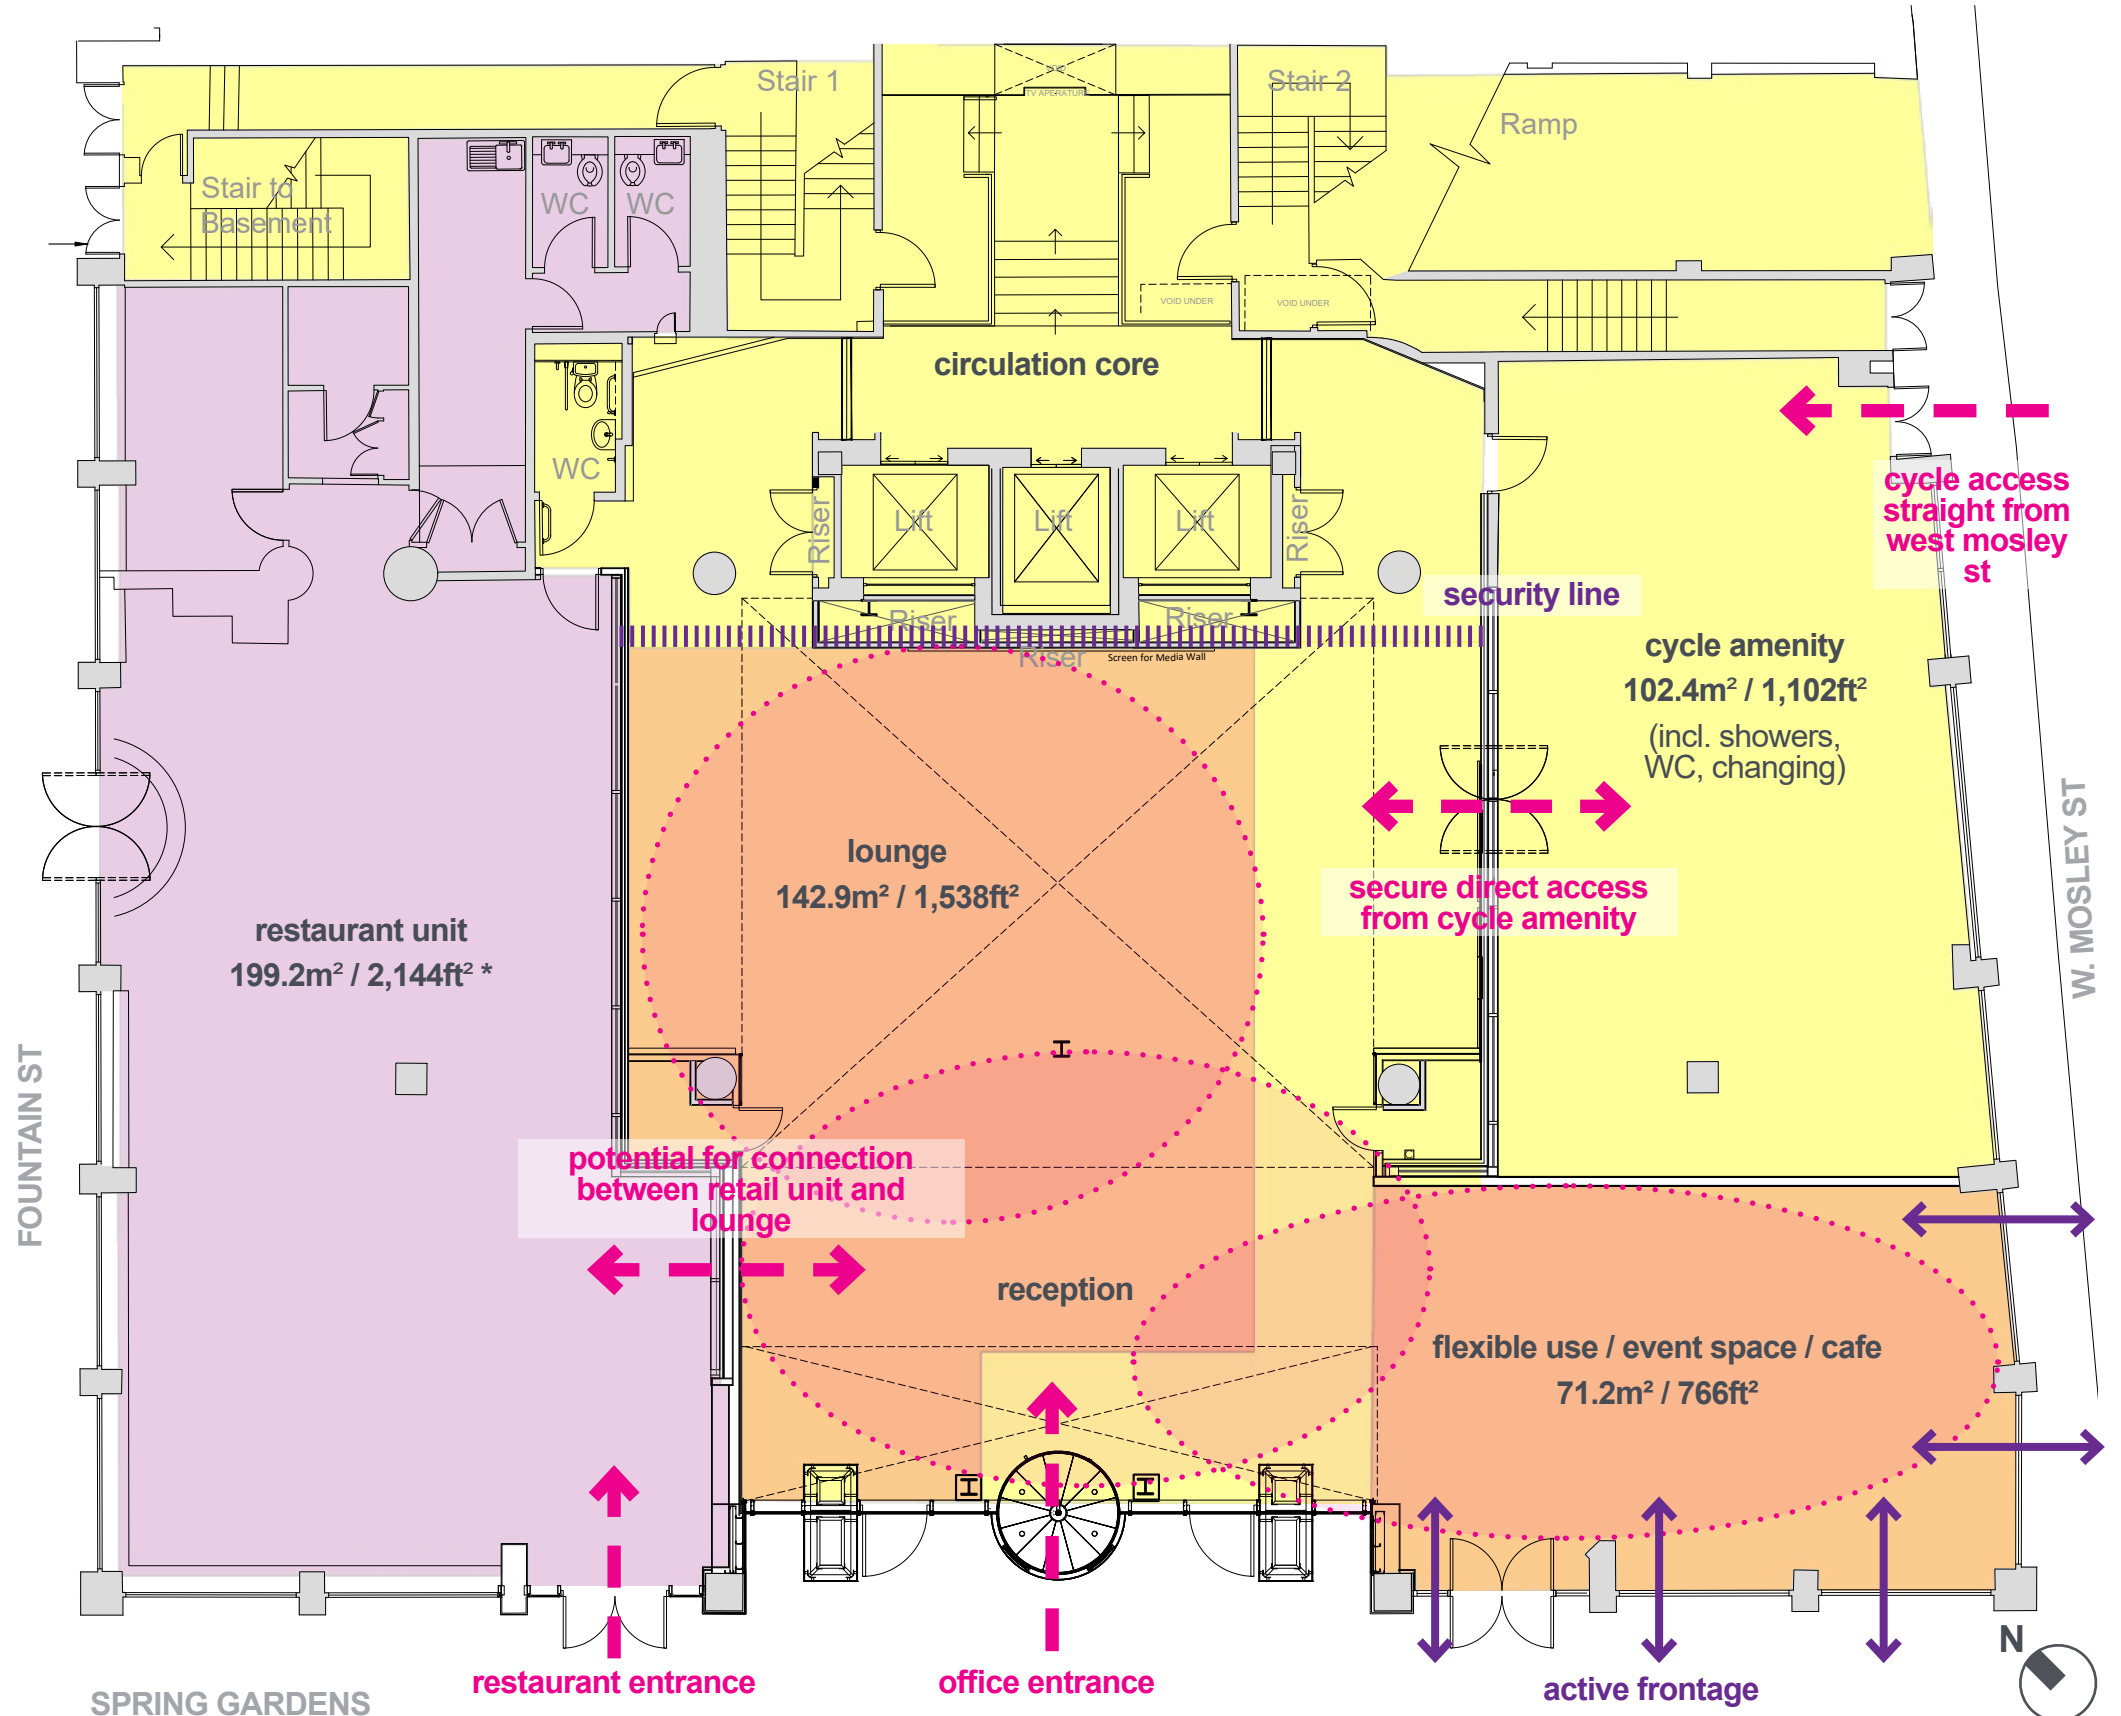 VOID
TV APERATURE
Stair 1
Stair 2
Ramp
Stair to
Basement
WC
WC
VOID UNDER
VOID UNDER
circulation core
WC
Riser
Lift
Lift
Lift
Riser
cycle access
straight from
west mosley
st
security line
Riser
Riser
Riser
Screen for Media Wall
cycle amenity
102.4m² / 1,102ft²
(incl. showers,
WC, changing)
lounge
142.9m² / 1,538ft²
secure direct access
from cycle amenity
W. MOSLEY ST
restaurant unit
199.2m² / 2,144ft² *
FOUNTAIN ST
potential for connection
between retail unit and
lounge
reception
flexible use / event space / cafe
71.2m² / 766ft²
N
restaurant entrance
office entrance
active frontage
SPRING GARDENS